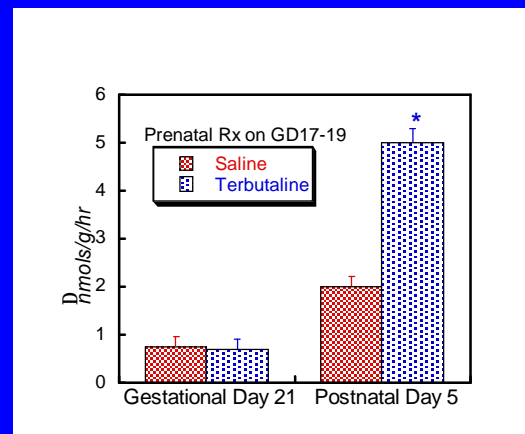 6
Prenatal Rx on GD17-19
5
*
Saline
Terbutaline
4
3
2
1
0
D nmols/g/hr
Gestational Day 21 Postnatal Day 5